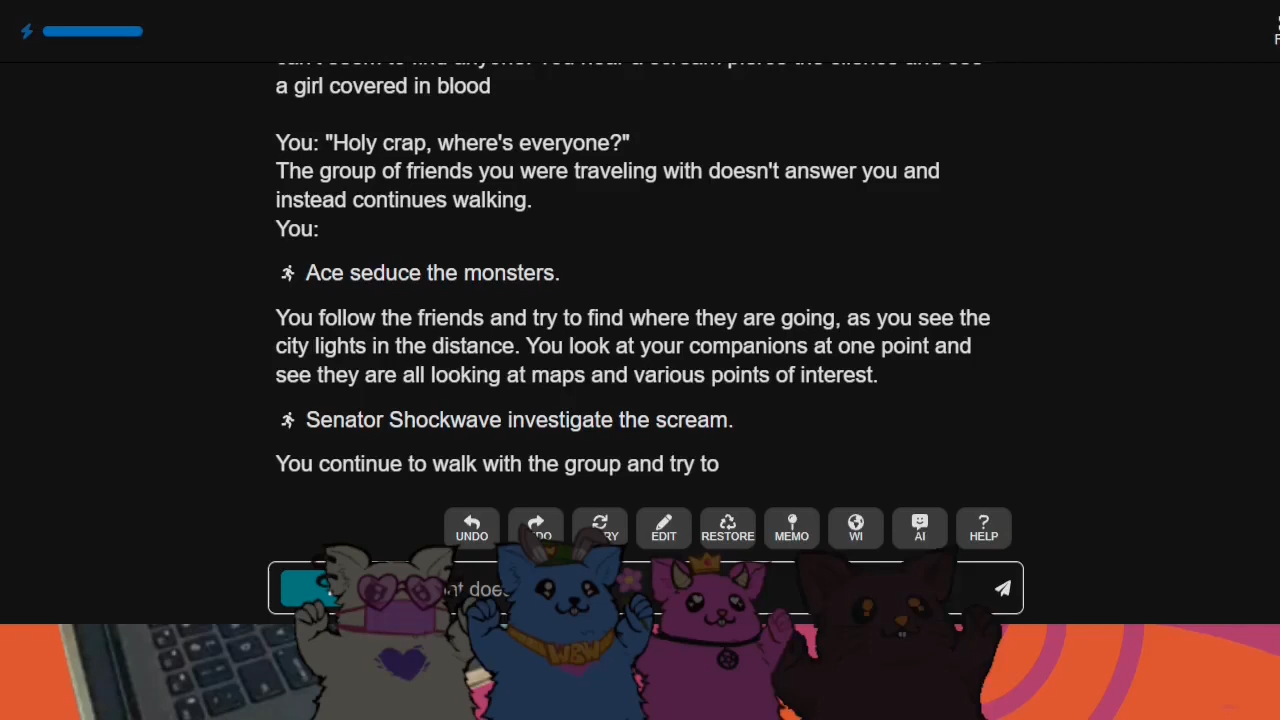 a girl covered in blood
You: "Holy crap, where's everyone?"
The group of friends you were traveling with doesn't answer you and
instead continues walking.
You:
Ace seduce the monsters.
You follow the friends and try to find where they are going, as you see the
city lights in the distance. You look at your companions at one point and
see they are all looking at maps and various points of interest.
Senator Shockwave investigate the scream.
You continue to walk with the group and try to
UNDO
RESTORE
EDIT
MEMO
WI
AI
HELP
WBW